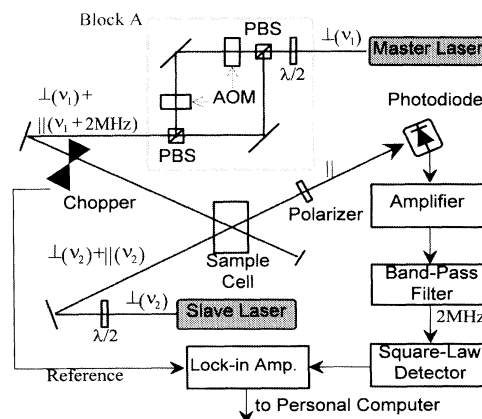 Block A
PBS
⊥(ν₁)
Master Laser
λ/2
AOM
⊥(ν₁)+
||(ν₁+2MHz)
PBS
Photodiode
Chopper
||
Polarizer
Amplifier
⊥(ν₂)+||(ν₂)
Sample
Cell
Band-Pass
Filter
⊥(ν₂)
λ/2
Slave Laser
2MHz
Reference
Lock-in Amp.
Square-Law
Detector
to Personal Computer